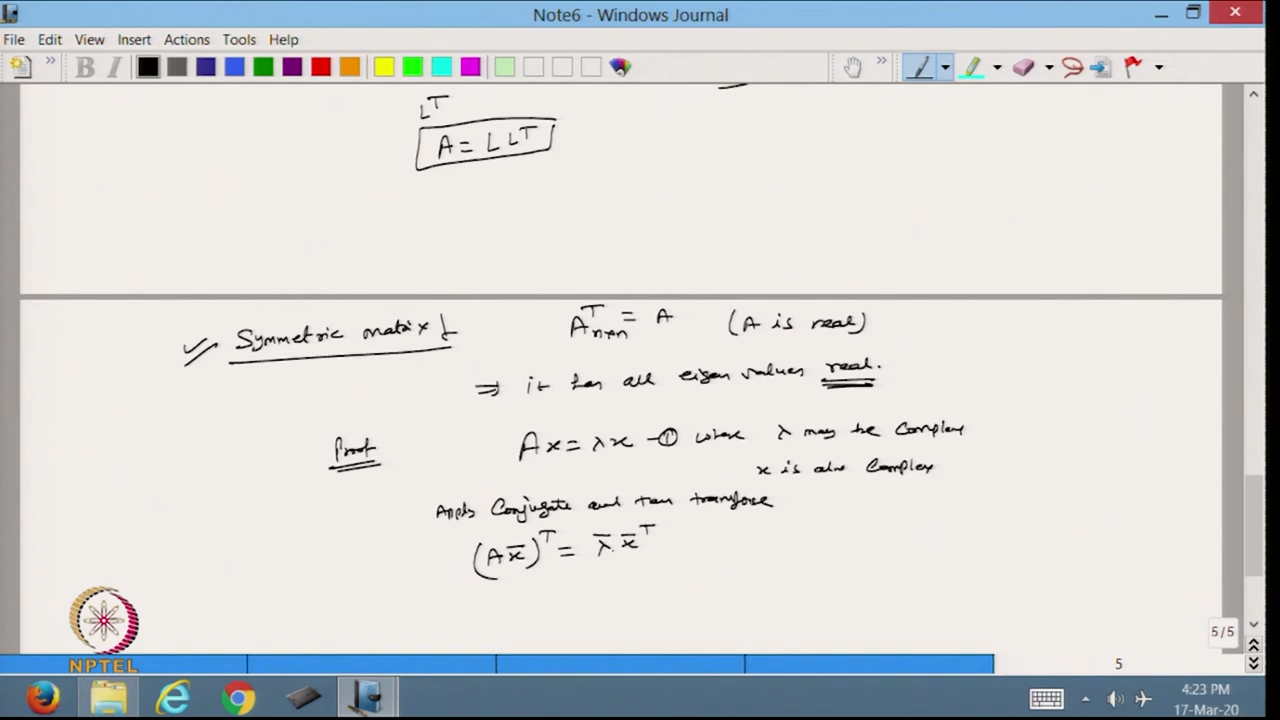 Note6 - Windows Journal
File Edit View Insert Actions Tools Help
L^T
A = L L^T
Symmetric matrix
A^T_{n×n} = A (A is real)
⇒ it has all eigen values real.
Proof
Ax = λx —① where λ may be Complex
x is also Complex
Apply Conjugate and then transpose
(A x̄)^T = λ̄ x̄^T
5/5
NPTEL
5
4:23 PM
17-Mar-20